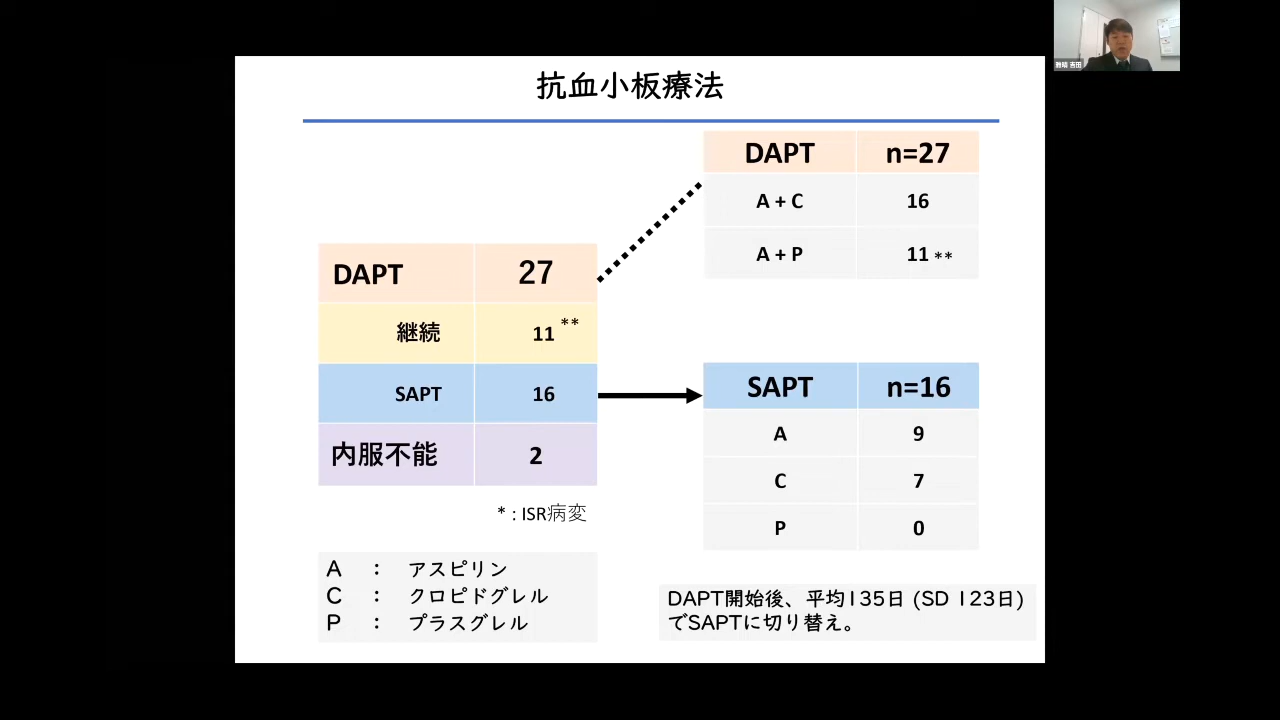 抗血小板療法
DAPT n=27
A + C 16
A + P 11 **
DAPT 27
継続 11 **
SAPT 16
内服不能 2
* : ISR病変
SAPT n=16
A 9
C 7
P 0
A : アスピリン
C : クロピドグレル
P : プラスグレル
DAPT開始後、平均135日 (SD 123日)
でSAPTに切り替え。